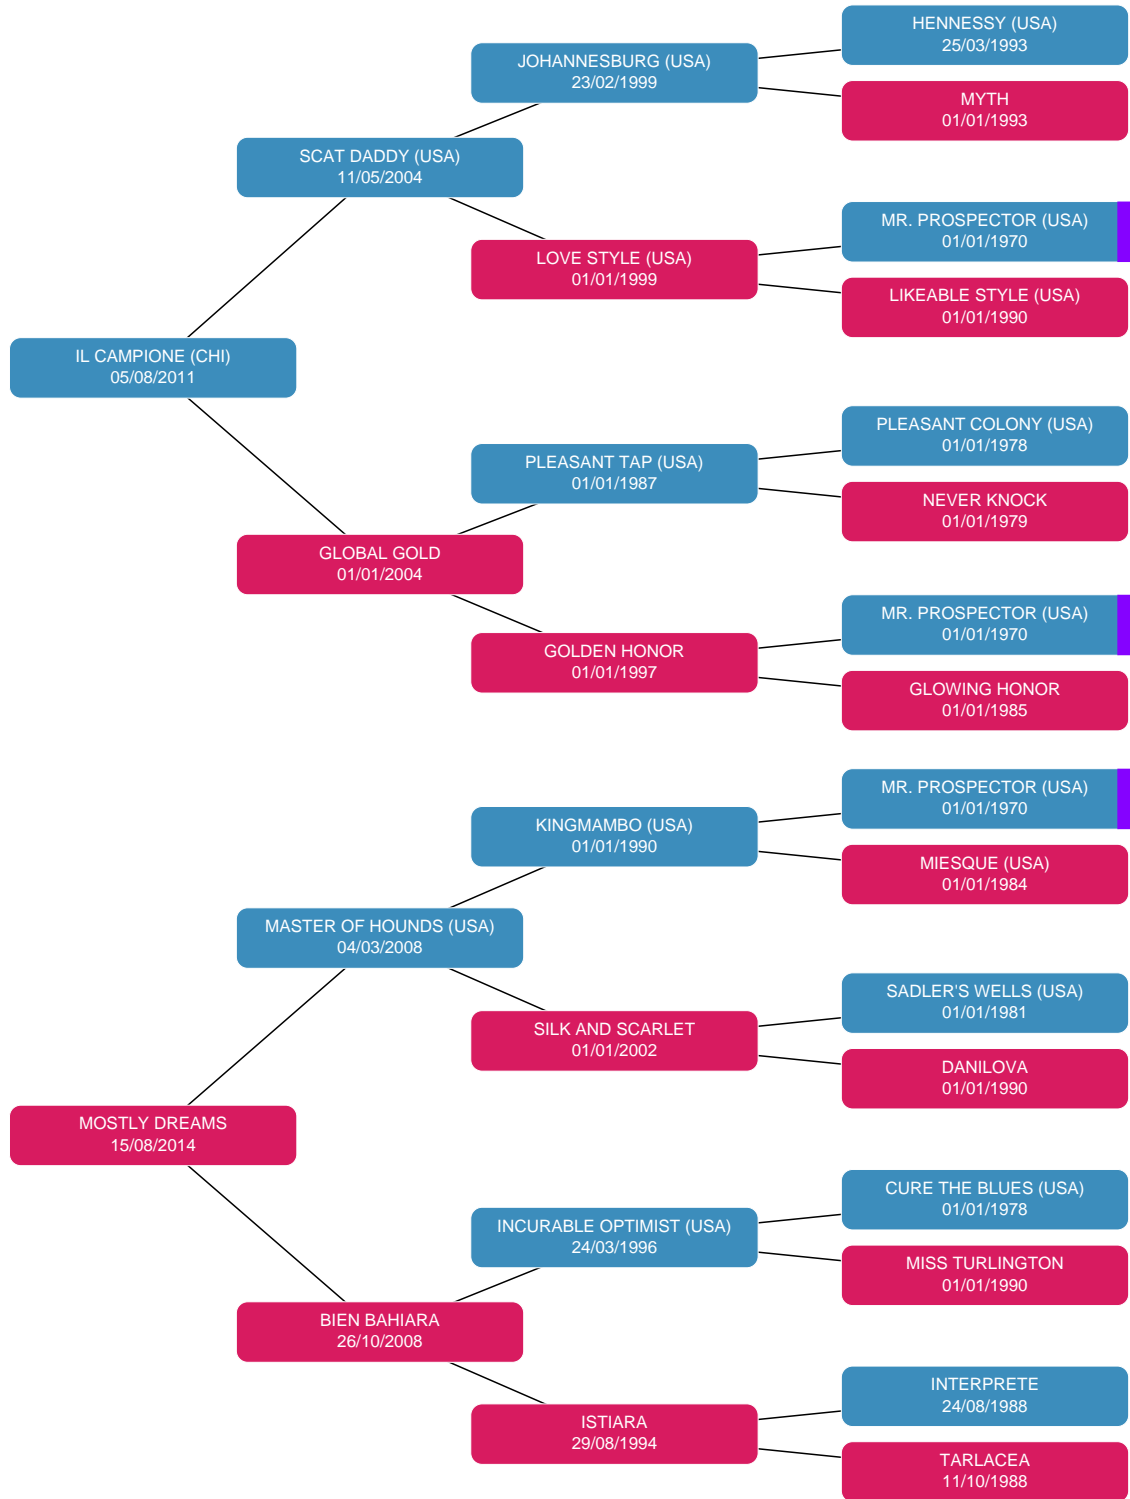 HENNESSY (USA)
25/03/1993
JOHANNESBURG (USA)
23/02/1999
MYTH
01/01/1993
SCAT DADDY (USA)
11/05/2004
MR. PROSPECTOR (USA)
01/01/1970
LOVE STYLE (USA)
01/01/1999
LIKEABLE STYLE (USA)
01/01/1990
IL CAMPIONE (CHI)
05/08/2011
PLEASANT COLONY (USA)
01/01/1978
PLEASANT TAP (USA)
01/01/1987
NEVER KNOCK
01/01/1979
GLOBAL GOLD
01/01/2004
MR. PROSPECTOR (USA)
01/01/1970
GOLDEN HONOR
01/01/1997
GLOWING HONOR
01/01/1985
MR. PROSPECTOR (USA)
01/01/1970
KINGMAMBO (USA)
01/01/1990
MIESQUE (USA)
01/01/1984
MASTER OF HOUNDS (USA)
04/03/2008
SADLER'S WELLS (USA)
01/01/1981
SILK AND SCARLET
01/01/2002
DANILOVA
01/01/1990
MOSTLY DREAMS
15/08/2014
CURE THE BLUES (USA)
01/01/1978
INCURABLE OPTIMIST (USA)
24/03/1996
MISS TURLINGTON
01/01/1990
BIEN BAHIARA
26/10/2008
INTERPRETE
24/08/1988
ISTIARA
29/08/1994
TARLACEA
11/10/1988